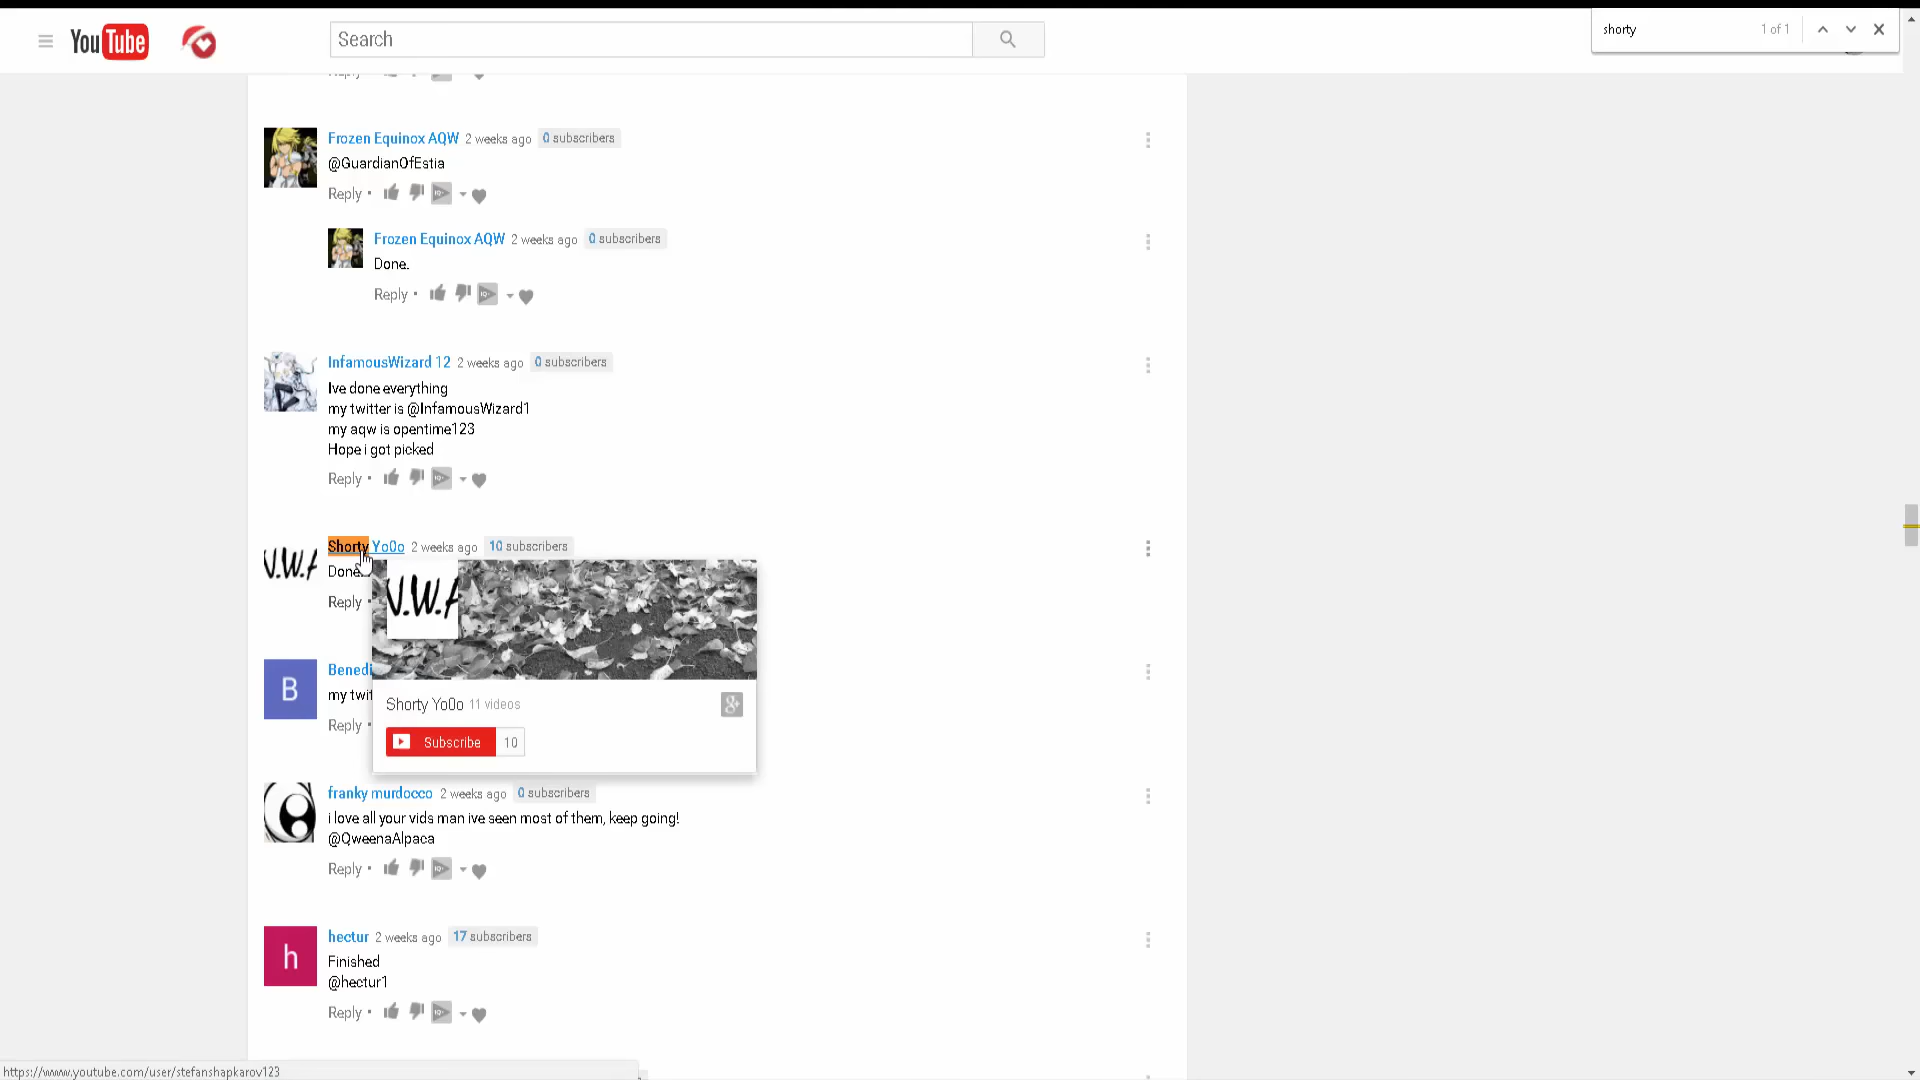 YouTube
Search
shorty 1 of 1
Frozen Equinox AQW 2 weeks ago 0 subscribers
@GuardianOfEstia
Reply •
Frozen Equinox AQW 2 weeks ago 0 subscribers
Done.
Reply •
InfamousWizard 12 2 weeks ago 0 subscribers
Ive done everything
my twitter is @InfamousWizard1
my aqw is opentime123
Hope i got picked
Reply •
Shorty Yo0o 2 weeks ago 10 subscribers
Done.
Reply •
Shorty Yo0o 11 videos
Subscribe 10
B
Benedi
my twit
Reply •
franky murdocco 2 weeks ago 0 subscribers
i love all your vids man ive seen most of them, keep going!
@QweenaAlpaca
Reply •
h
hectur 2 weeks ago 17 subscribers
Finished
@hectur1
Reply •
https://www.youtube.com/user/stefanshapkarov123